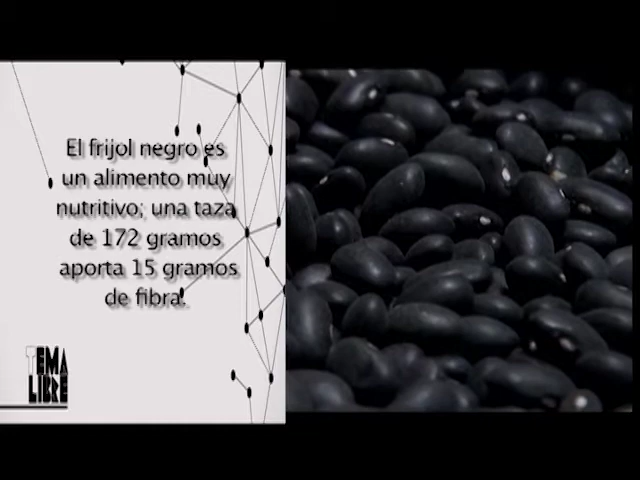 El frijol negro es
un alimento muy
nutritivo; una taza
de 172 gramos
aporta 15 gramos
de fibra.
TEMA
LIBRE